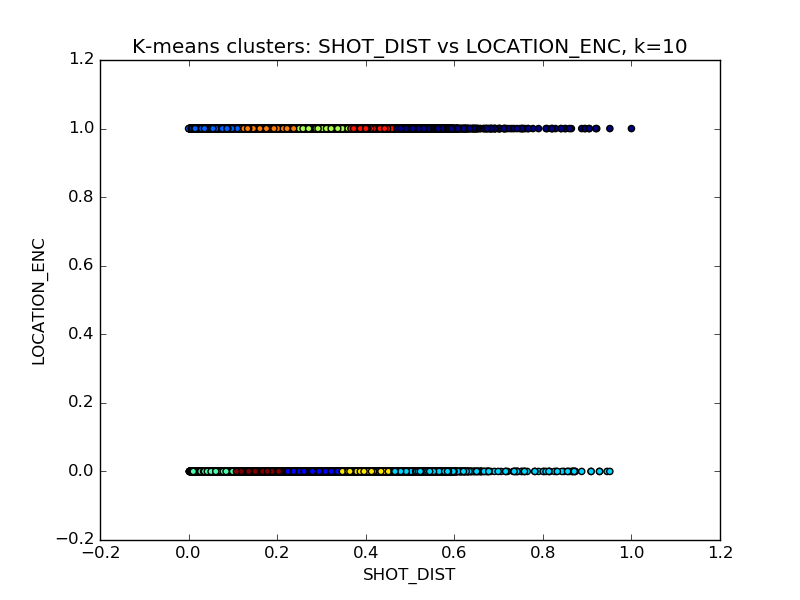 K-means clusters: SHOT_DIST vs LOCATION_ENC, k=10
1.2
1.0
0.8
0.6
0.4
0.2
0.0
−0.2
LOCATION_ENC
−0.2 0.0 0.2 0.4 0.6 0.8 1.0 1.2
SHOT_DIST